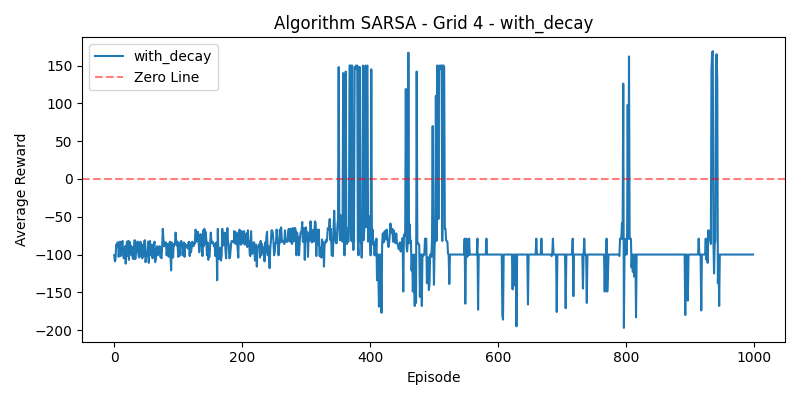 Algorithm SARSA - Grid 4 - with_decay
with_decay
Zero Line
Average Reward
150
100
50
0
−50
−100
−150
−200
0 200 400 600 800 1000
Episode